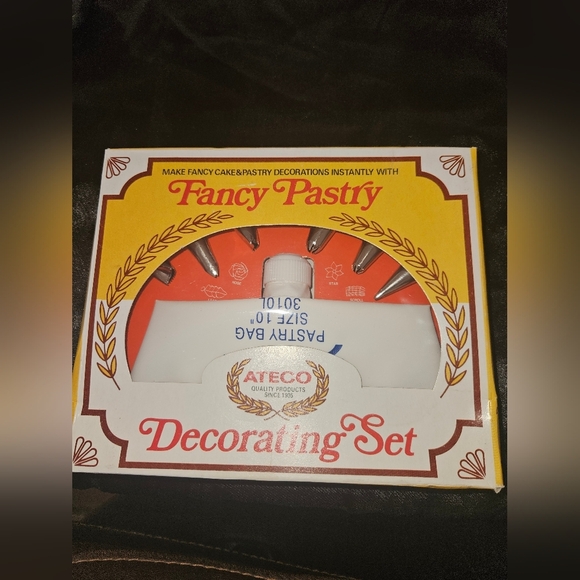 MAKE FANCY CAKE&PASTRY DECORATIONS INSTANTLY WITH
Fancy Pastry
STAR
PASTRY BAG
SIZE 10"
3010L
ATECO
QUALITY PRODUCTS
SINCE 1905
Decorating Set